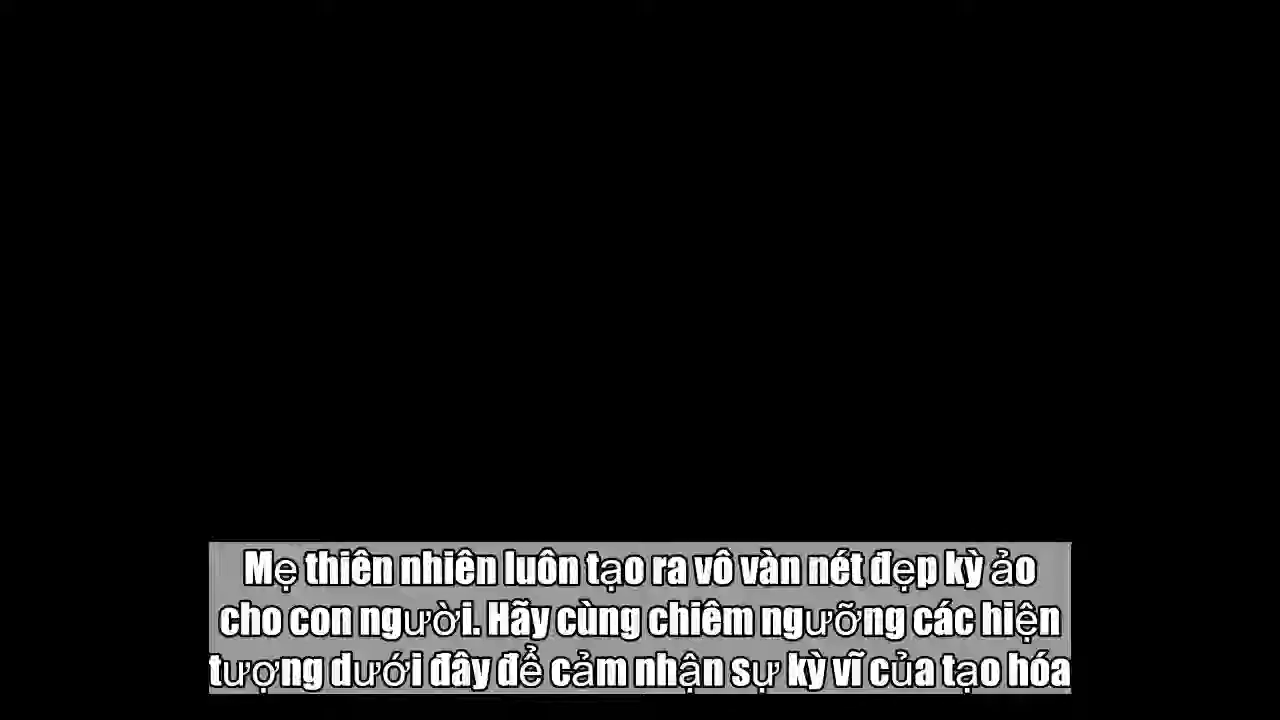 Mẹ thiên nhiên luôn tạo ra vô vàn nét đẹp kỳ ảo
cho con người. Hãy cùng chiêm ngưỡng các hiện
tượng dưới đây để cảm nhận sự kỳ vĩ của tạo hóa